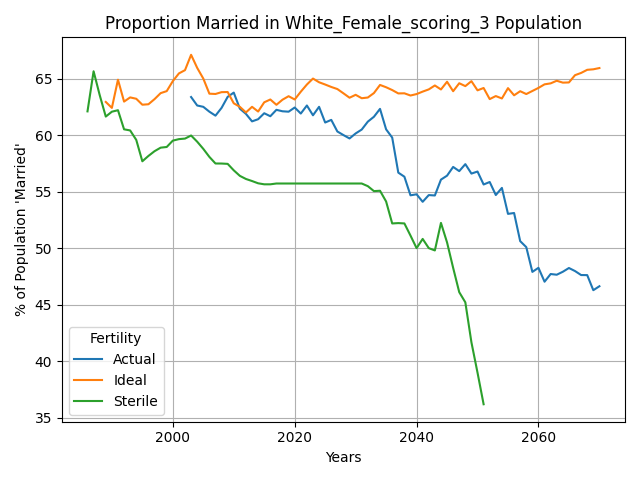 Proportion Married in White_Female_scoring_3 Population
% of Population 'Married'
65
60
55
50
45
40
35
Fertility
Actual
Ideal
Sterile
2000 2020 2040 2060
Years